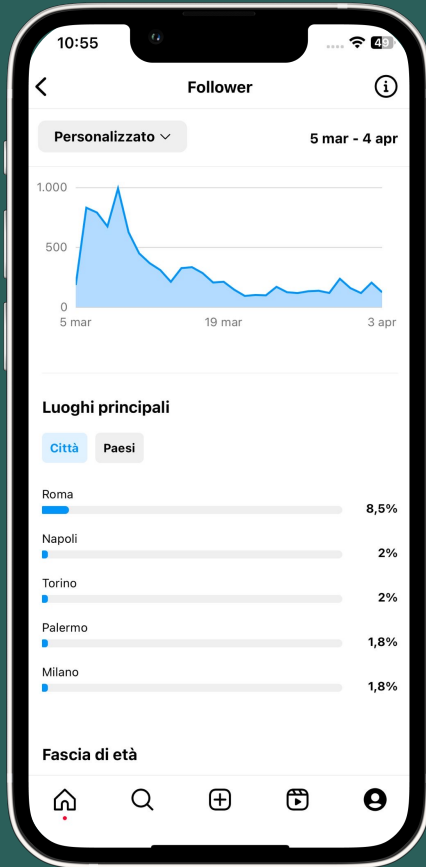 10:55
49
Follower
Personalizzato
5 mar - 4 apr
1.000
500
0
5 mar
19 mar
3 apr
Luoghi principali
Città
Paesi
Roma
8,5%
Napoli
2%
Torino
2%
Palermo
1,8%
Milano
1,8%
Fascia di età